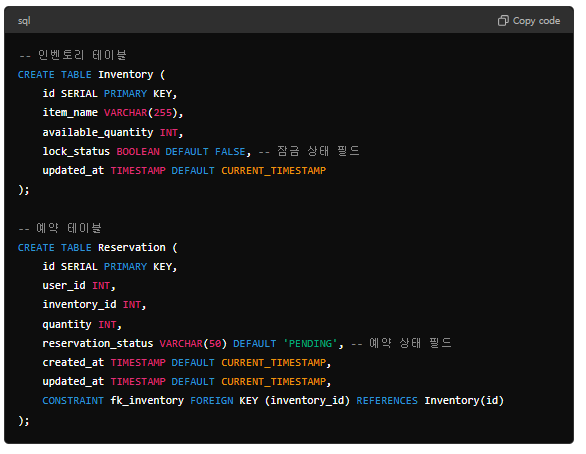 sql
Copy code
-- 인벤토리 테이블
CREATE TABLE Inventory (
    id SERIAL PRIMARY KEY,
    item_name VARCHAR(255),
    available_quantity INT,
    lock_status BOOLEAN DEFAULT FALSE, -- 잠금 상태 필드
    updated_at TIMESTAMP DEFAULT CURRENT_TIMESTAMP
);
-- 예약 테이블
CREATE TABLE Reservation (
    id SERIAL PRIMARY KEY,
    user_id INT,
    inventory_id INT,
    quantity INT,
    reservation_status VARCHAR(50) DEFAULT 'PENDING', -- 예약 상태 필드
    created_at TIMESTAMP DEFAULT CURRENT_TIMESTAMP,
    updated_at TIMESTAMP DEFAULT CURRENT_TIMESTAMP,
    CONSTRAINT fk_inventory FOREIGN KEY (inventory_id) REFERENCES Inventory(id)
);